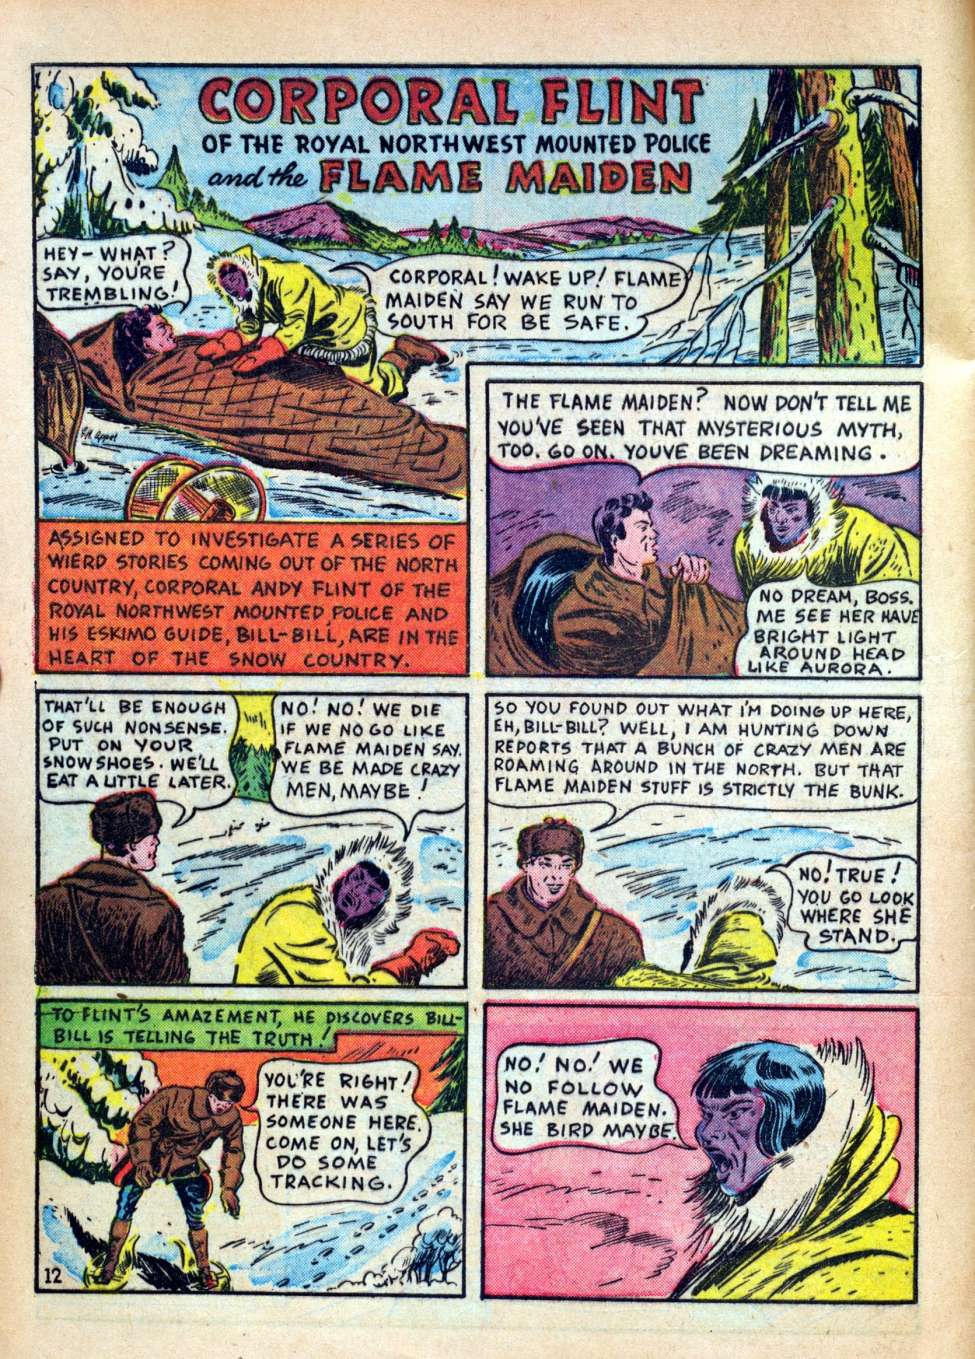 CORPORAL FLINT
OF THE ROYAL NORTHWEST MOUNTED POLICE
and the FLAME MAIDEN
HEY-WHAT?
SAY, YOU'RE
TREMBLING!
CORPORAL! WAKE UP! FLAME
MAIDEN SAY WE RUN TO
SOUTH FOR BE SAFE.
ASSIGNED TO INVESTIGATE A SERIES OF
WIERD STORIES COMING OUT OF THE NORTH
COUNTRY, CORPORAL ANDY FLINT OF THE
ROYAL NORTHWEST MOUNTED POLICE AND
HIS ESKIMO GUIDE, BILL-BILL, ARE IN THE
HEART OF THE SNOW COUNTRY.
THE FLAME MAIDEN? NOW DON'T TELL ME
YOU'VE SEEN THAT MYSTERIOUS MYTH,
TOO. GO ON. YOUVE BEEN DREAMING.
NO DREAM, BOSS.
ME SEE HER HAVE
BRIGHT LIGHT
AROUND HEAD
LIKE AURORA.
THAT'LL BE ENOUGH
OF SUCH NONSENSE.
PUT ON YOUR
SNOWSHOES. WE'LL
EAT A LITTLE LATER.
NO! NO! WE DIE
IF WE NO GO LIKE
FLAME MAIDEN SAY.
WE BE MADE CRAZY
MEN, MAYBE!
SO YOU FOUND OUT WHAT I'M DOING UP HERE,
EH, BILL-BILL? WELL, I AM HUNTING DOWN
REPORTS THAT A BUNCH OF CRAZY MEN ARE
ROAMING AROUND IN THE NORTH. BUT THAT
FLAME MAIDEN STUFF IS STRICTLY THE BUNK.
NO! TRUE!
YOU GO LOOK
WHERE SHE
STAND.
TO FLINT'S AMAZEMENT, HE DISCOVERS BILL-
BILL IS TELLING THE TRUTH!
YOU'RE RIGHT!
THERE WAS
SOMEONE HERE.
COME ON, LET'S
DO SOME
TRACKING.
12
NO! NO! WE
NO FOLLOW
FLAME MAIDEN.
SHE BIRD MAYBE.